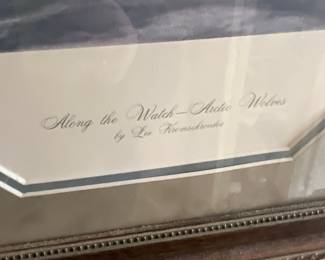 Along the Watch—Arctic Wolves
by Lee Kromschroeder